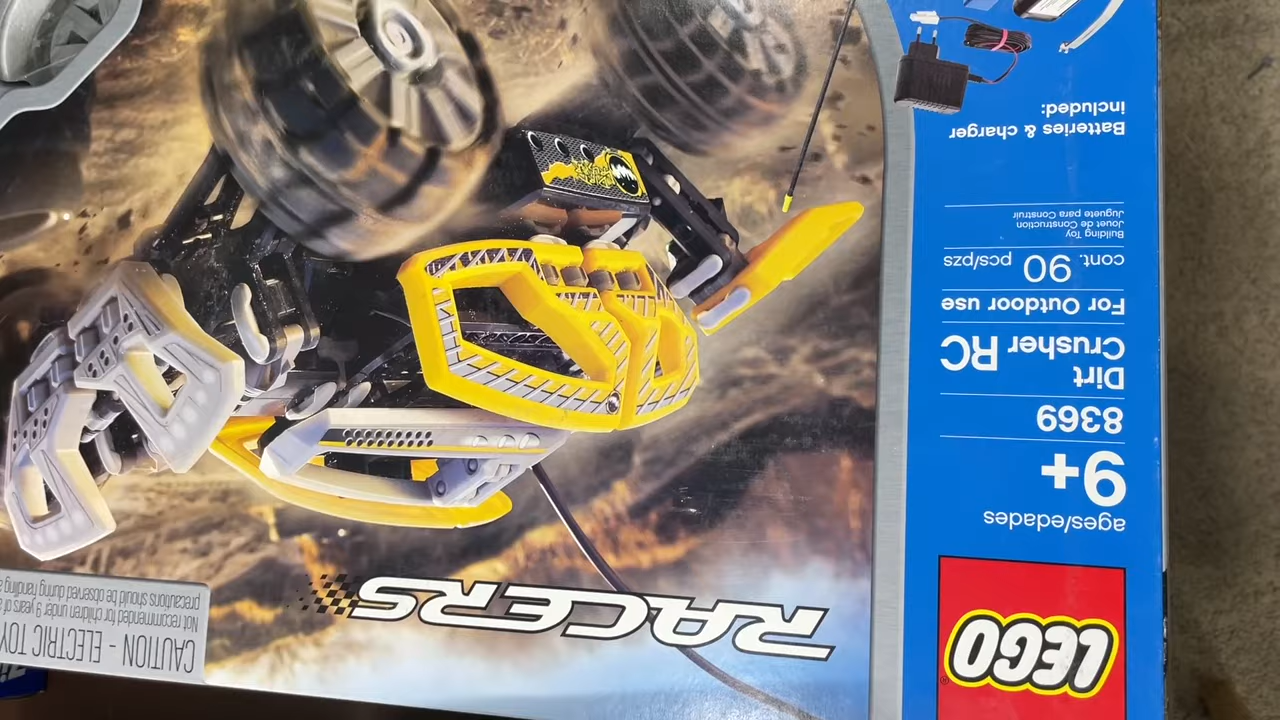 LEGO
®
ages/edades
9+
8369
Dirt
Crusher RC
For Outdoor use
cont. 90 pcs/pzs
Building Toy
Jouet de Construction
Juguete para Construir
Batteries & charger
included:
RACERS
CAUTION - ELECTRIC TOY
Not recommended for children under 9 years of a
precautions should be observed during handling a